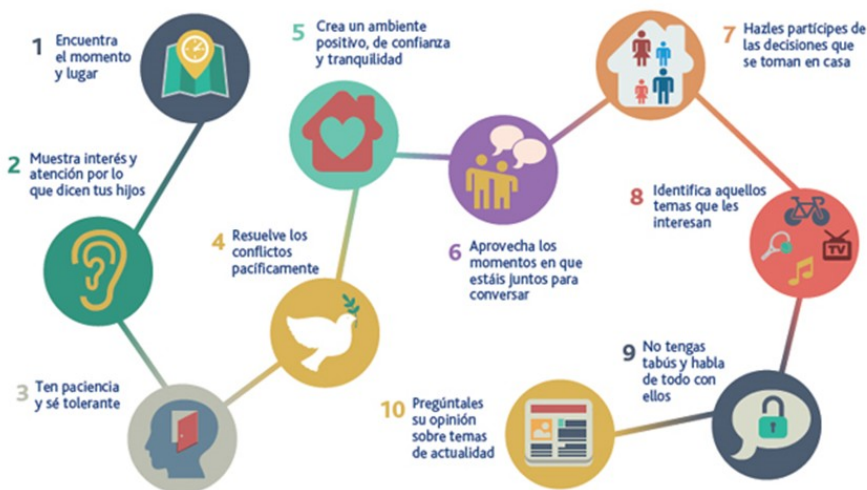 1 Encuentra
el momento
y lugar
2 Muestra interés y
atención por lo
que dicen tus hijos
3 Ten paciencia
y sé tolerante
4 Resuelve los
conflictos
pacíficamente
5 Crea un ambiente
positivo, de confianza
y tranquilidad
6 Aprovecha los
momentos en que
estáis juntos para
conversar
7 Hazles partícipes de
las decisiones que
se toman en casa
8 Identifica aquellos
temas que les
interesan
TV
9 No tengas
tabús y habla
de todo con
ellos
10 Pregúntales
su opinión
sobre temas
de actualidad